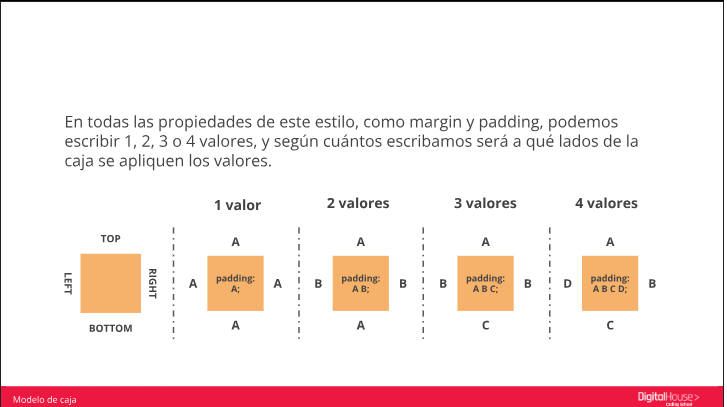 En todas las propiedades de este estilo, como margin y padding, podemos
escribir 1, 2, 3 o 4 valores, y según cuántos escribamos será a qué lados de la
caja se apliquen los valores.
1 valor
2 valores
3 valores
4 valores
TOP
LEFT
RIGHT
BOTTOM
A
A
padding:
A;
A
A
A
B
padding:
A B;
B
A
A
B
padding:
A B C;
B
C
A
D
padding:
A B C D;
B
C
Modelo de caja
DigitalHouse>
Coding School